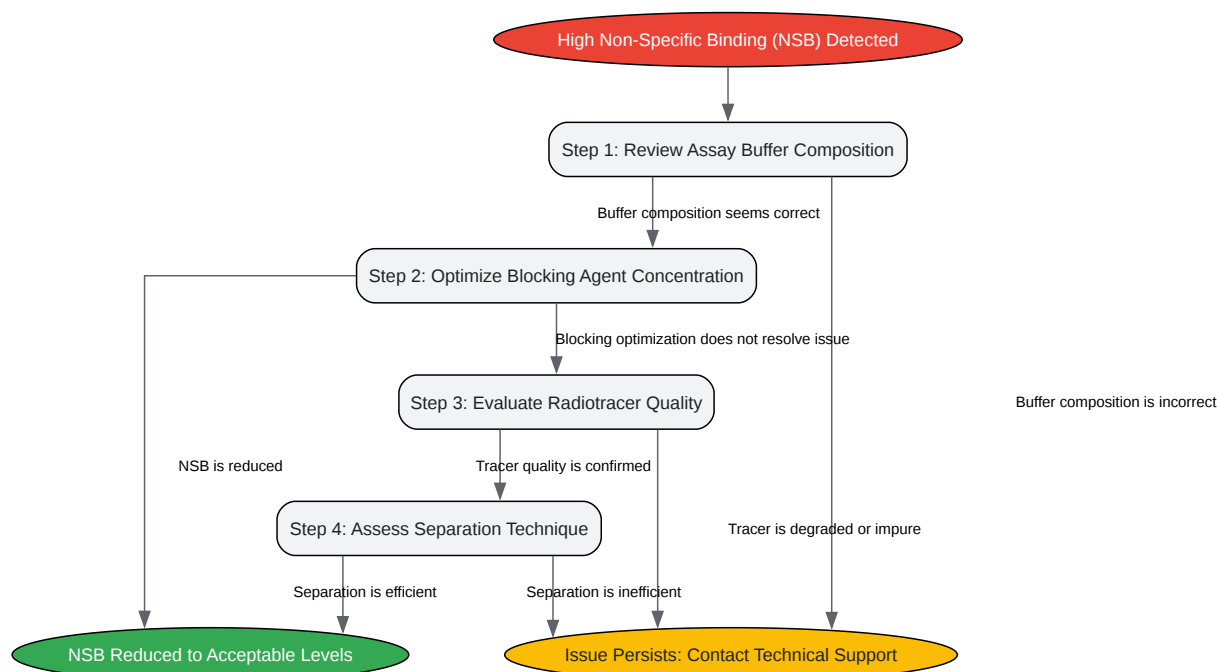 High Non-Specific Binding (NSB) Detected
Step 1: Review Assay Buffer Composition
Buffer composition seems correct
Step 2: Optimize Blocking Agent Concentration
Blocking optimization does not resolve issue
Step 3: Evaluate Radiotracer Quality
Buffer composition is incorrect
NSB is reduced
Tracer quality is confirmed
Step 4: Assess Separation Technique
Tracer is degraded or impure
Separation is efficient
Separation is inefficient
NSB Reduced to Acceptable Levels
Issue Persists: Contact Technical Support